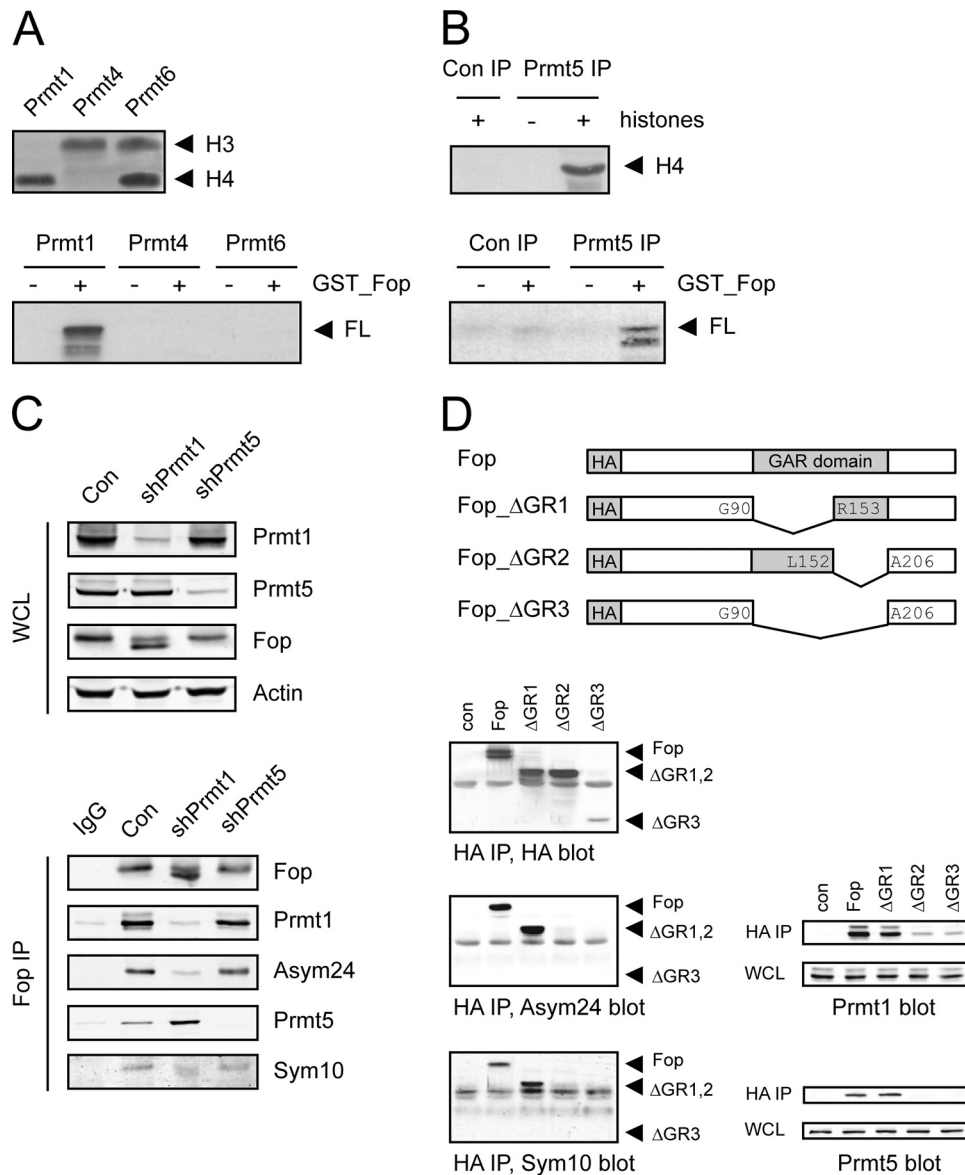 A
Prmt1 Prmt4 Prmt6
H3
H4
Prmt1 Prmt4 Prmt6
- + - + - + GST_Fop
FL
B
Con IP Prmt5 IP
+ - + histones
H4
Con IP Prmt5 IP
- + - + GST_Fop
FL
C
Con shPrmt1 shPrmt5
WCL
Prmt1
Prmt5
Fop
Actin
IgG Con shPrmt1 shPrmt5
Fop IP
Fop
Prmt1
Asym24
Prmt5
Sym10
D
Fop HA GAR domain
Fop_ΔGR1 HA G90 R153
Fop_ΔGR2 HA L152 A206
Fop_ΔGR3 HA G90 A206
con Fop ΔGR1 ΔGR2 ΔGR3
Fop
ΔGR1,2
ΔGR3
HA IP, HA blot
Fop
ΔGR1,2
ΔGR3
HA IP, Asym24 blot
Fop
ΔGR1,2
ΔGR3
HA IP, Sym10 blot
con Fop ΔGR1 ΔGR2 ΔGR3
HA IP
WCL
Prmt1 blot
HA IP
WCL
Prmt5 blot